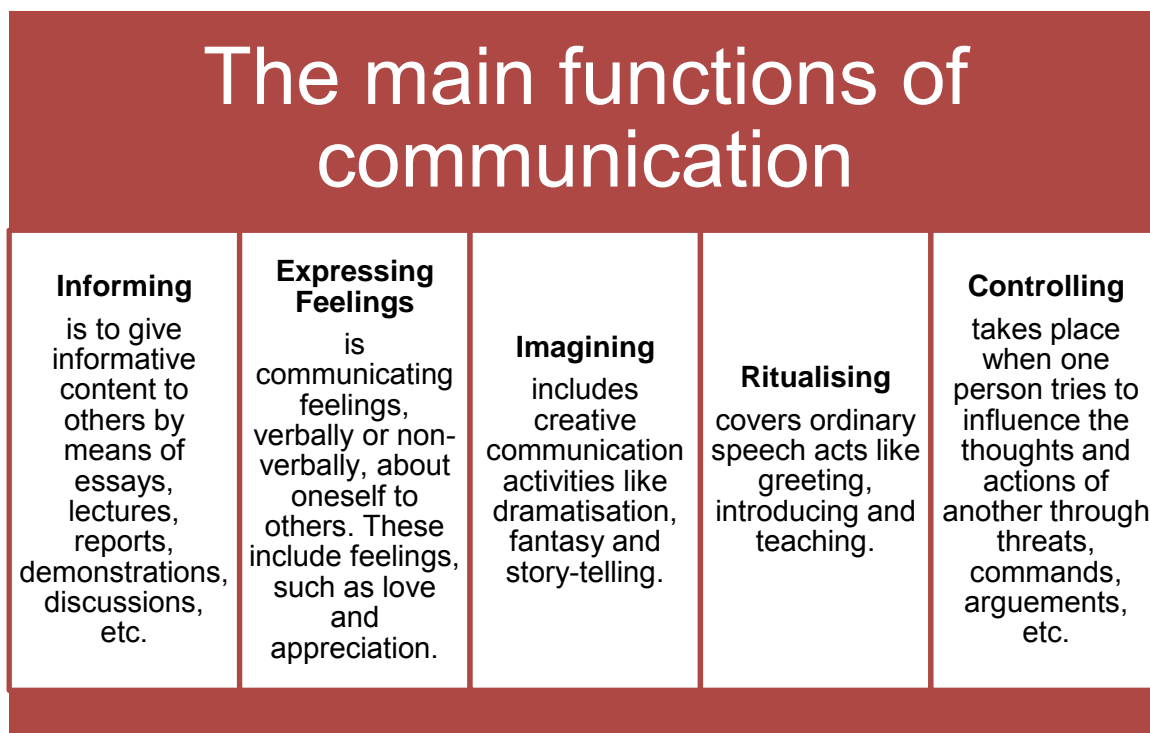 The main functions of
communication
Informing
is to give
informative
content to
others by
means of
essays,
lectures,
reports,
demonstrations,
discussions,
etc.
Expressing
Feelings
is
communicating
feelings,
verbally or non-
verbally, about
oneself to
others. These
include feelings,
such as love
and
appreciation.
Imagining
includes
creative
communication
activities like
dramatisation,
fantasy and
story-telling.
Ritualising
covers ordinary
speech acts like
greeting,
introducing and
teaching.
Controlling
takes place
when one
person tries to
influence the
thoughts and
actions of
another through
threats,
commands,
arguements,
etc.